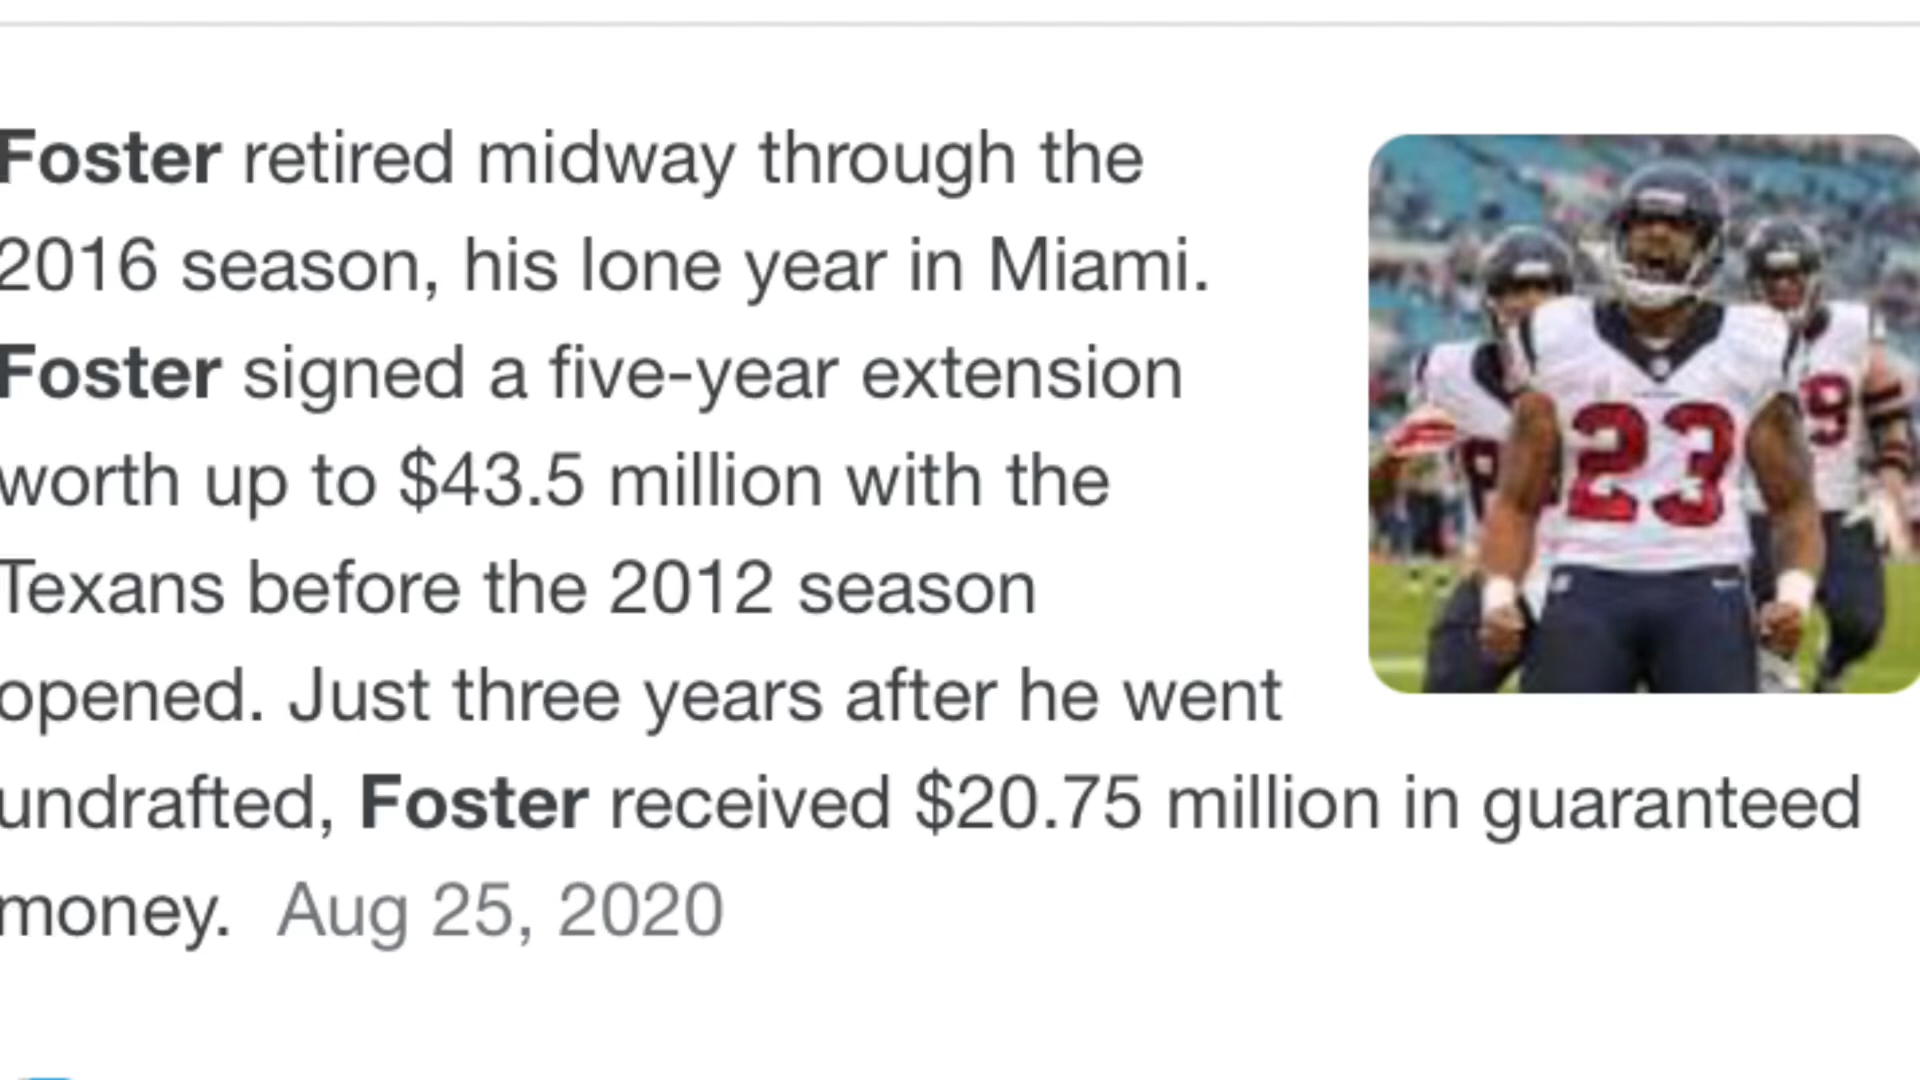 Foster retired midway through the
2016 season, his lone year in Miami.
Foster signed a five-year extension
worth up to $43.5 million with the
Texans before the 2012 season
opened. Just three years after he went
undrafted, Foster received $20.75 million in guaranteed
money. Aug 25, 2020
23
9